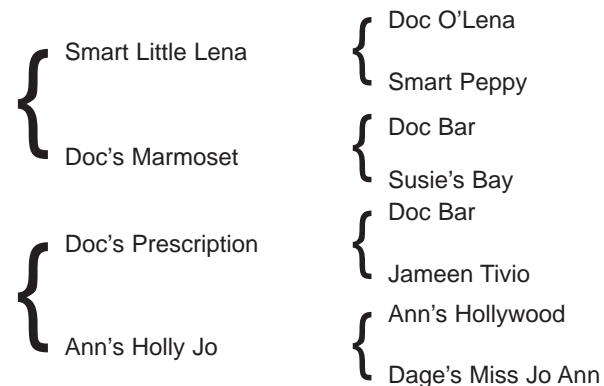 Smart Little Lena
Doc's Marmoset
Doc's Prescription
Ann's Holly Jo
Doc O'Lena
Smart Peppy
Doc Bar
Susie's Bay
Doc Bar
Jameen Tivio
Ann's Hollywood
Dage's Miss Jo Ann